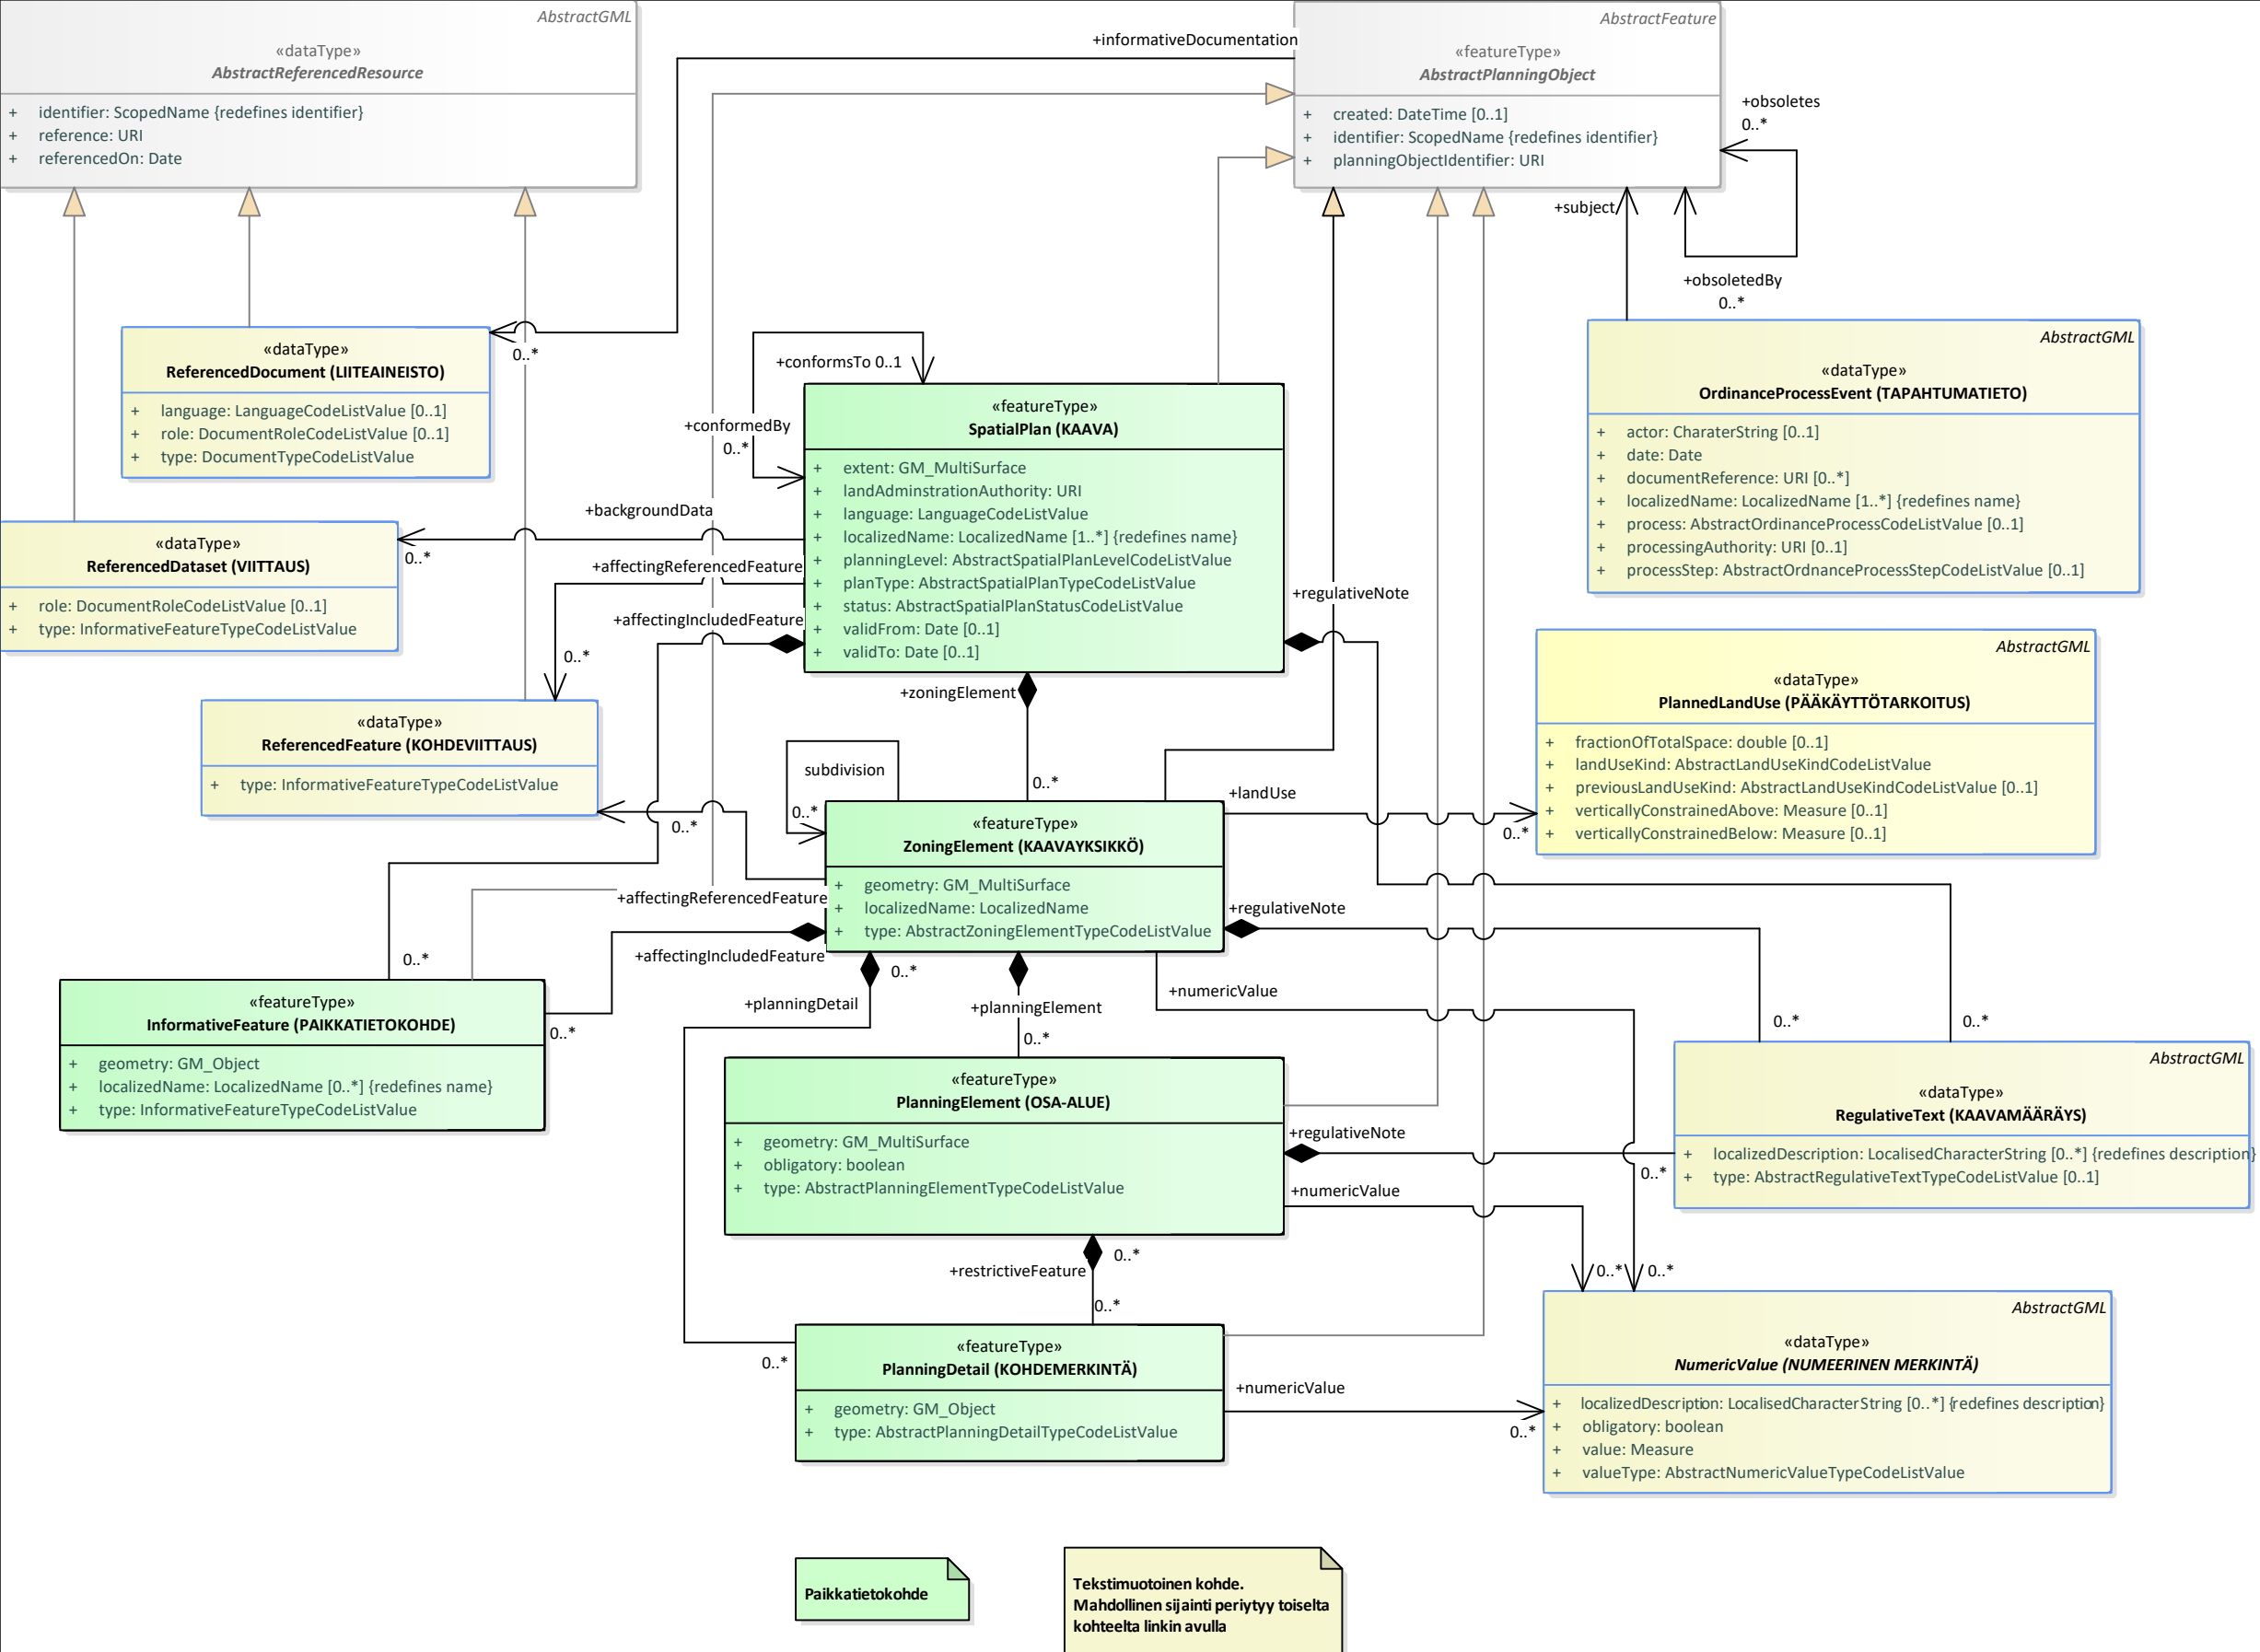 AbstractGML
«dataType»
AbstractReferencedResource
+ identifier: ScopedName {redefines identifier}
+ reference: URI
+ referencedOn: Date
AbstractFeature
«featureType»
AbstractPlanningObject
+ created: DateTime [0..1]
+ identifier: ScopedName {redefines identifier}
+ planningObjectIdentifier: URI
+informativeDocumentation
0..*
+obsoletes
0..*
+obsoletedBy
0..*
+subject
«dataType»
ReferencedDocument (LIITEAINEISTO)
+ language: LanguageCodeListValue [0..1]
+ role: DocumentRoleCodeListValue [0..1]
+ type: DocumentTypeCodeListValue
+conformsTo 0..1
+conformedBy
0..*
«featureType»
SpatialPlan (KAAVA)
+ extent: GM_MultiSurface
+ landAdminstrationAuthority: URI
+ language: LanguageCodeListValue
+ localizedName: LocalizedName [1..*] {redefines name}
+ planningLevel: AbstractSpatialPlanLevelCodeListValue
+ planType: AbstractSpatialPlanTypeCodeListValue
+ status: AbstractSpatialPlanStatusCodeListValue
+ validFrom: Date [0..1]
+ validTo: Date [0..1]
AbstractGML
«dataType»
OrdinanceProcessEvent (TAPAHTUMATIETO)
+ actor: CharaterString [0..1]
+ date: Date
+ documentReference: URI [0..*]
+ localizedName: LocalizedName [1..*] {redefines name}
+ process: AbstractOrdinanceProcessCodeListValue [0..1]
+ processingAuthority: URI [0..1]
+ processStep: AbstractOrdnanceProcessStepCodeListValue [0..1]
+backgroundData
0..*
«dataType»
ReferencedDataset (VIITTAUS)
+ role: DocumentRoleCodeListValue [0..1]
+ type: InformativeFeatureTypeCodeListValue
+affectingReferencedFeature
0..*
+affectingIncludedFeature
0..*
+regulativeNote
0..*
+zoningElement
0..*
«dataType»
ReferencedFeature (KOHDEVIITTAUS)
+ type: InformativeFeatureTypeCodeListValue
0..*
AbstractGML
«dataType»
PlannedLandUse (PÄÄKÄYTTÖTARKOITUS)
+ fractionOfTotalSpace: double [0..1]
+ landUseKind: AbstractLandUseKindCodeListValue
+ previousLandUseKind: AbstractLandUseKindCodeListValue [0..1]
+ verticallyConstrainedAbove: Measure [0..1]
+ verticallyConstrainedBelow: Measure [0..1]
subdivision
0..*
«featureType»
ZoningElement (KAAVAYKSIKKÖ)
+ geometry: GM_MultiSurface
+ localizedName: LocalizedName
+ type: AbstractZoningElementTypeCodeListValue
+landUse
0..*
+affectingReferencedFeature
+regulativeNote
0..*
+affectingIncludedFeature
0..*
0..*
+planningDetail
0..*
+planningElement
0..*
+numericValue
0..*
«featureType»
InformativeFeature (PAIKKATIETOKOHDE)
+ geometry: GM_Object
+ localizedName: LocalizedName [0..*] {redefines name}
+ type: InformativeFeatureTypeCodeListValue
«featureType»
PlanningElement (OSA-ALUE)
+ geometry: GM_MultiSurface
+ obligatory: boolean
+ type: AbstractPlanningElementTypeCodeListValue
+regulativeNote
0..*
+numericValue
0..*
AbstractGML
«dataType»
RegulativeText (KAAVAMÄÄRÄYS)
+ localizedDescription: LocalisedCharacterString [0..*] {redefines description}
+ type: AbstractRegulativeTextTypeCodeListValue [0..1]
0..*
+restrictiveFeature
0..*
«featureType»
PlanningDetail (KOHDEMERKINTÄ)
+ geometry: GM_Object
+ type: AbstractPlanningDetailTypeCodeListValue
+numericValue
0..*
AbstractGML
«dataType»
NumericValue (NUMEERINEN MERKINTÄ)
+ localizedDescription: LocalisedCharacterString [0..*] {redefines description}
+ obligatory: boolean
+ value: Measure
+ valueType: AbstractNumericValueTypeCodeListValue
Paikkatietokohde
Tekstimuotoinen kohde.
Mahdollinen sijainti periytyy toiselta
kohteelta linkin avulla